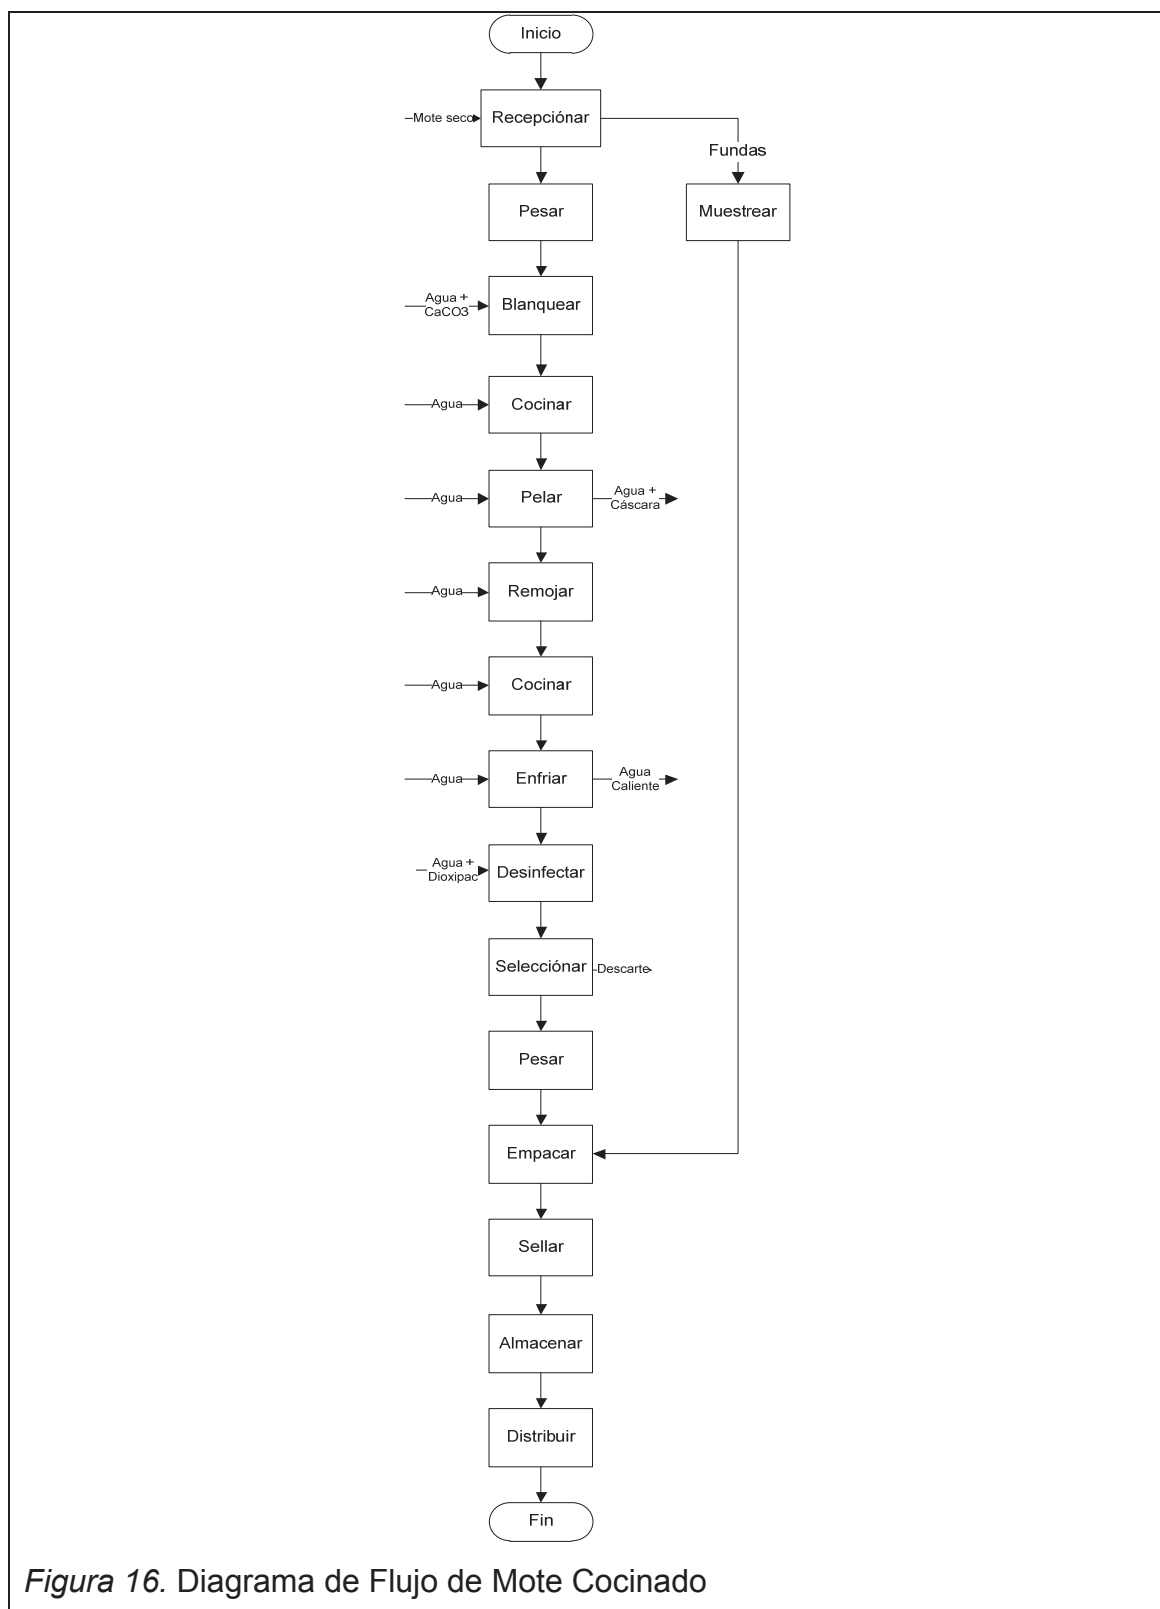 Inicio
Mote seco
Recepciónar
Fundas
Pesar
Muestrear
Agua +
CaCO3
Blanquear
Agua
Cocinar
Agua
Pelar
Agua +
Cáscara
Agua
Remojar
Agua
Cocinar
Agua
Enfriar
Agua
Caliente
Agua +
Dioxipac
Desinfectar
Selecciónar
Descarte
Pesar
Empacar
Sellar
Almacenar
Distribuir
Fin
Figura 16. Diagrama de Flujo de Mote Cocinado